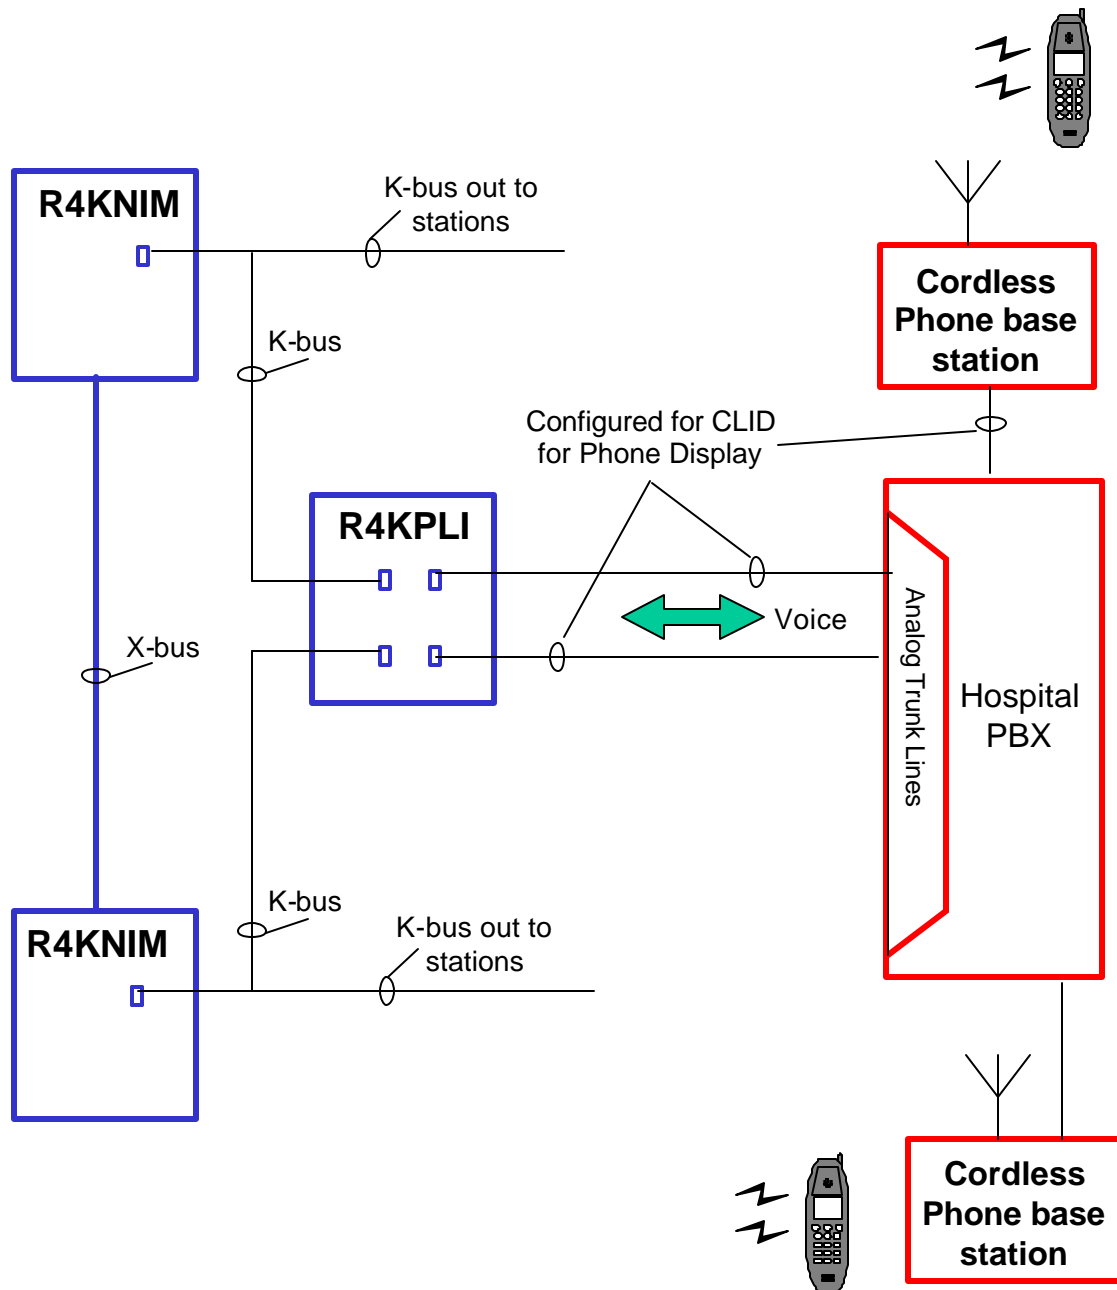 R4KNIM
K-bus out to
stations
K-bus
Cordless
Phone base
station
Configured for CLID
for Phone Display
R4KPLI
Voice
X-bus
Analog Trunk Lines
Hospital
PBX
K-bus
K-bus out to
stations
R4KNIM
Cordless
Phone base
station